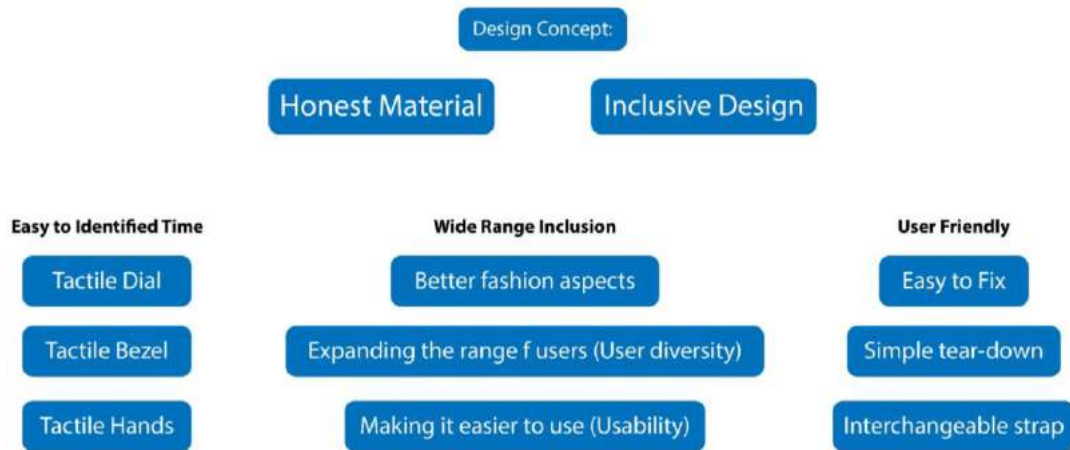 Design Concept:
Honest Material
Inclusive Design
Easy to Identified Time
Wide Range Inclusion
User Friendly
Tactile Dial
Better fashion aspects
Easy to Fix
Tactile Bezel
Expanding the range f users (User diversity)
Simple tear-down
Tactile Hands
Making it easier to use (Usability)
Interchangeable strap